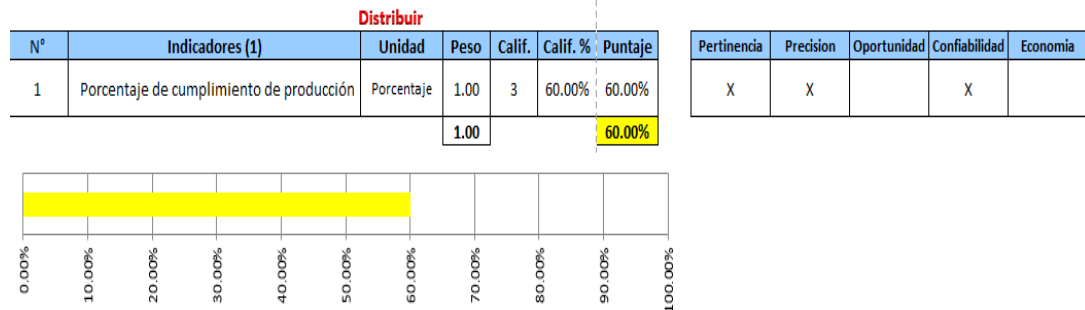 Distribuir
N° Indicadores (1) Unidad Peso Calif. Calif. % Puntaje Pertinencia Precision Oportunidad Confiabilidad Economia
1 Porcentaje de cumplimiento de producción Porcentaje 1.00 3 60.00% 60.00% X X X
1.00 60.00%
0.00% 10.00% 20.00% 30.00% 40.00% 50.00% 60.00% 70.00% 80.00% 90.00% 100.00%